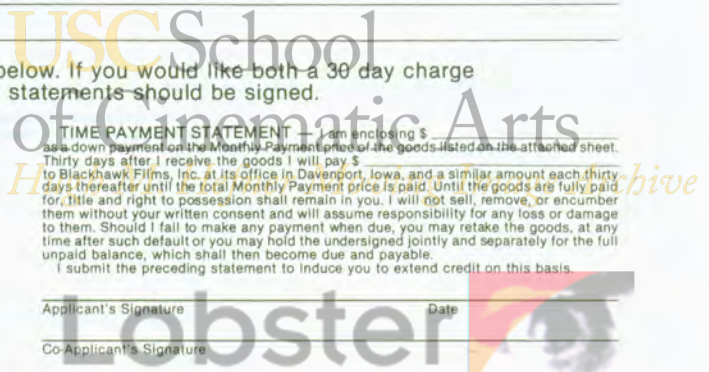 USC School
below. If you would like both a 30 day charge
statements should be signed.
of Cinematic Arts
TIME PAYMENT STATEMENT — I am enclosing $
as a down payment on the Monthly Payment price of the goods listed on the attached sheet.
Thirty days after I receive the goods I will pay $
to Blackhawk Films, Inc. at its office in Davenport, Iowa, and a similar amount each thirty
days thereafter until the total Monthly Payment price is paid. Until the goods are fully paid
for, title and right to possession shall remain in you. I will not sell, remove, or encumber
them without your written consent and will assume responsibility for any loss or damage
to them. Should I fail to make any payment when due, you may retake the goods, at any
time after such default or you may hold the undersigned jointly and separately for the full
unpaid balance, which shall then become due and payable.
I submit the preceding statement to induce you to extend credit on this basis.
Applicant's Signature Date
Lobster
Co-Applicant's Signature